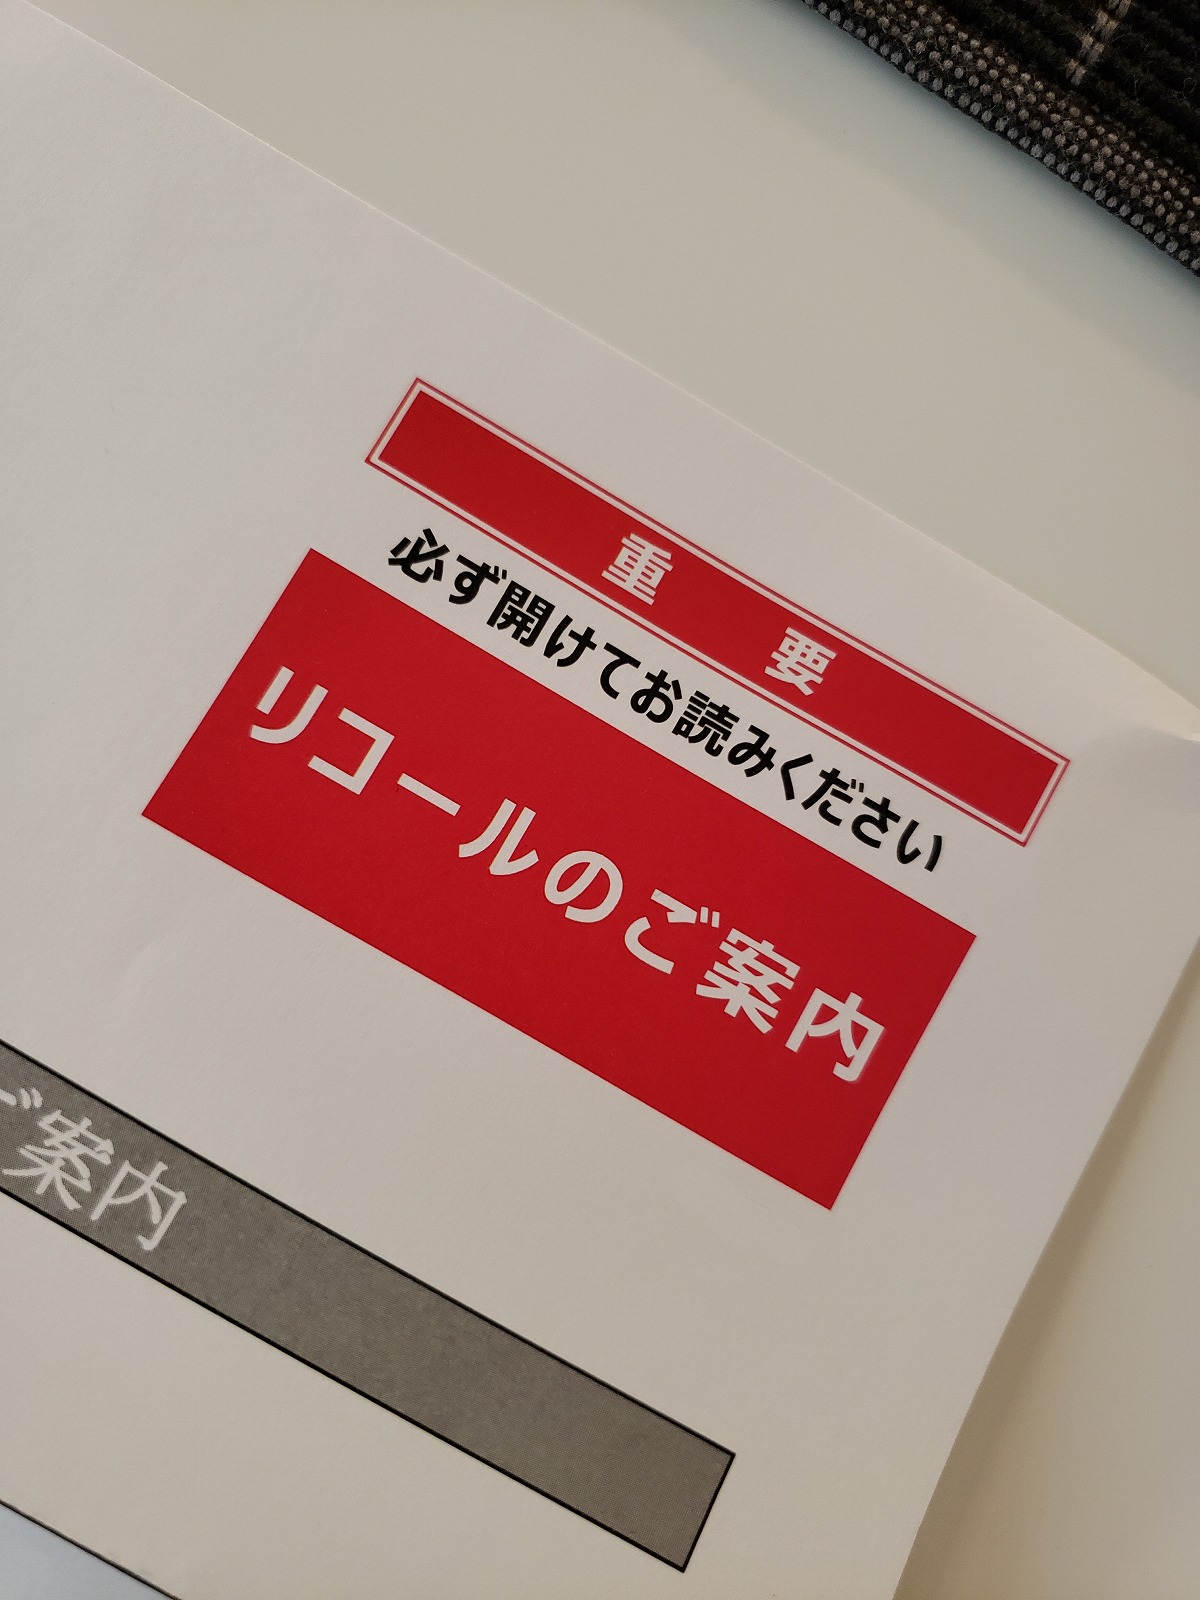 重要
必ず開けてお読みください
リコールのご案内
ご案内